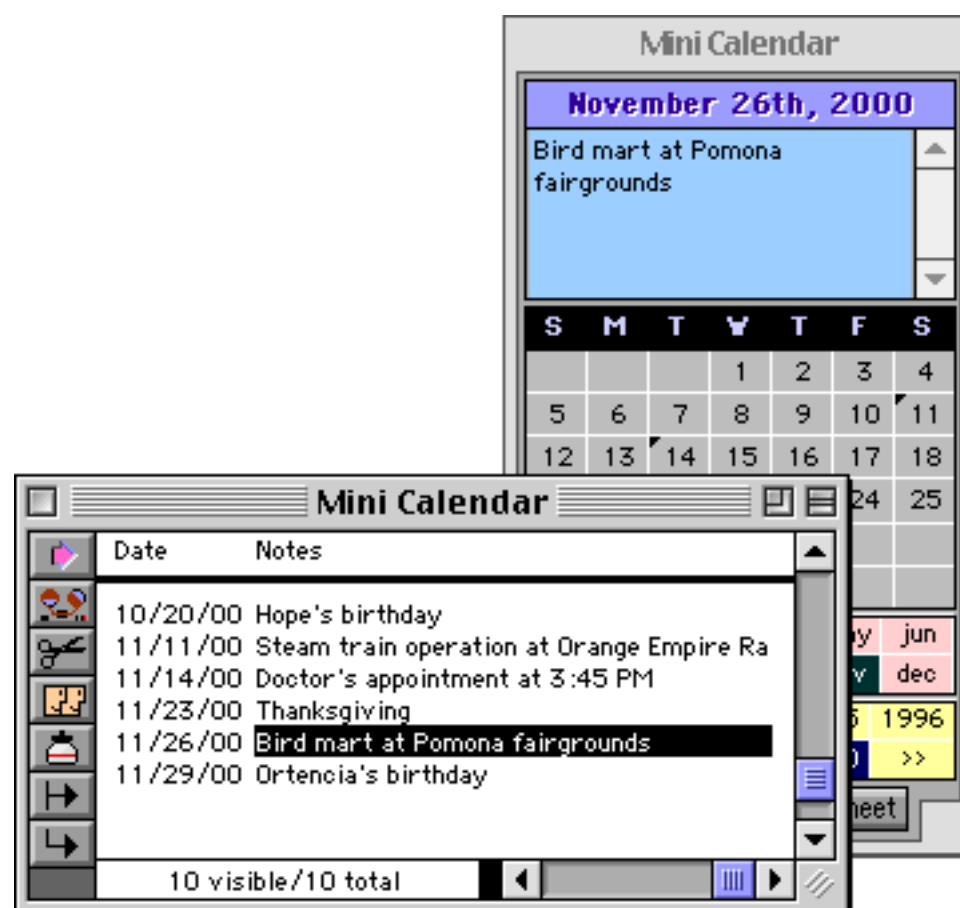 Mini Calendar
November 26th, 2000
Bird mart at Pomona
fairgrounds
S M T W T F S
1 2 3 4
5 6 7 8 9 10 11
12 13 14 15 16 17 18
24 25
jun
dec
1996
>>
Mini Calendar
Date Notes
10/20/00 Hope's birthday
11/11/00 Steam train operation at Orange Empire Ra
11/14/00 Doctor's appointment at 3:45 PM
11/23/00 Thanksgiving
11/26/00 Bird mart at Pomona fairgrounds
11/29/00 Ortencia's birthday
10 visible/10 total